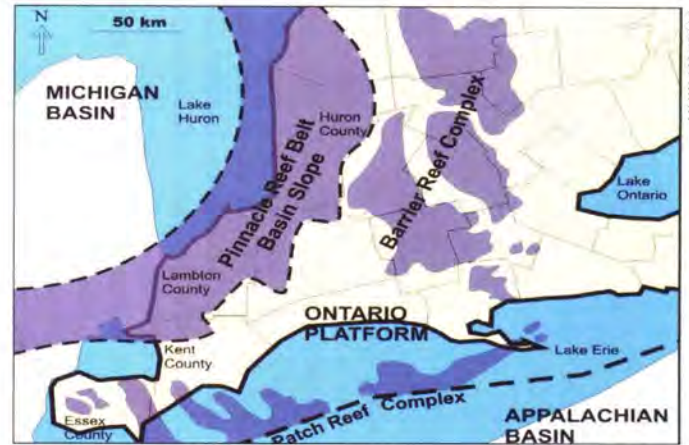 N
50 km
MICHIGAN
BASIN
Lake
Huron
Huron
County
Pinnacle Reef Belt
Basin Slope
Barrier Reef Complex
Lake
Ontario
Lambton
County
ONTARIO
PLATFORM
Kent
County
Lake Erie
Essex
County
Patch Reef Complex
APPALACHIAN
BASIN